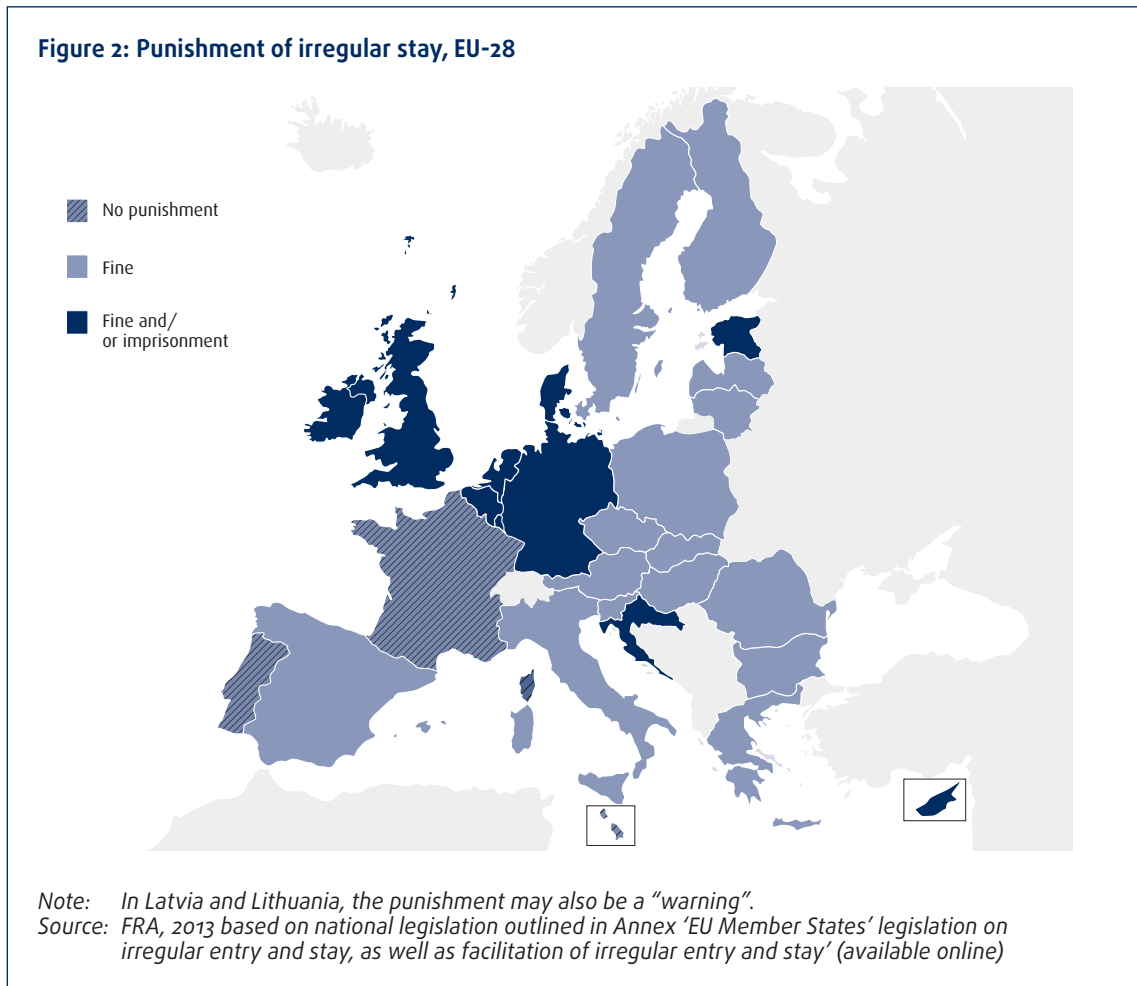 Figure 2: Punishment of irregular stay, EU-28
No punishment
Fine
Fine and/
or imprisonment
Note: In Latvia and Lithuania, the punishment may also be a “warning”.
Source: FRA, 2013 based on national legislation outlined in Annex ‘EU Member States’ legislation on
irregular entry and stay, as well as facilitation of irregular entry and stay’ (available online)